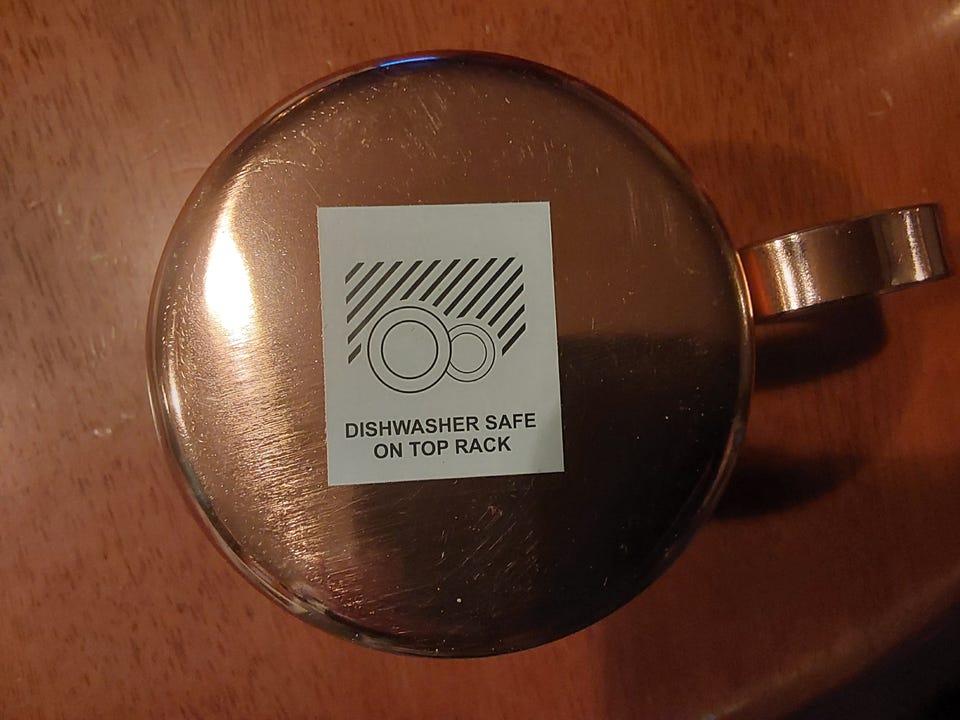 DISHWASHER SAFE
ON TOP RACK